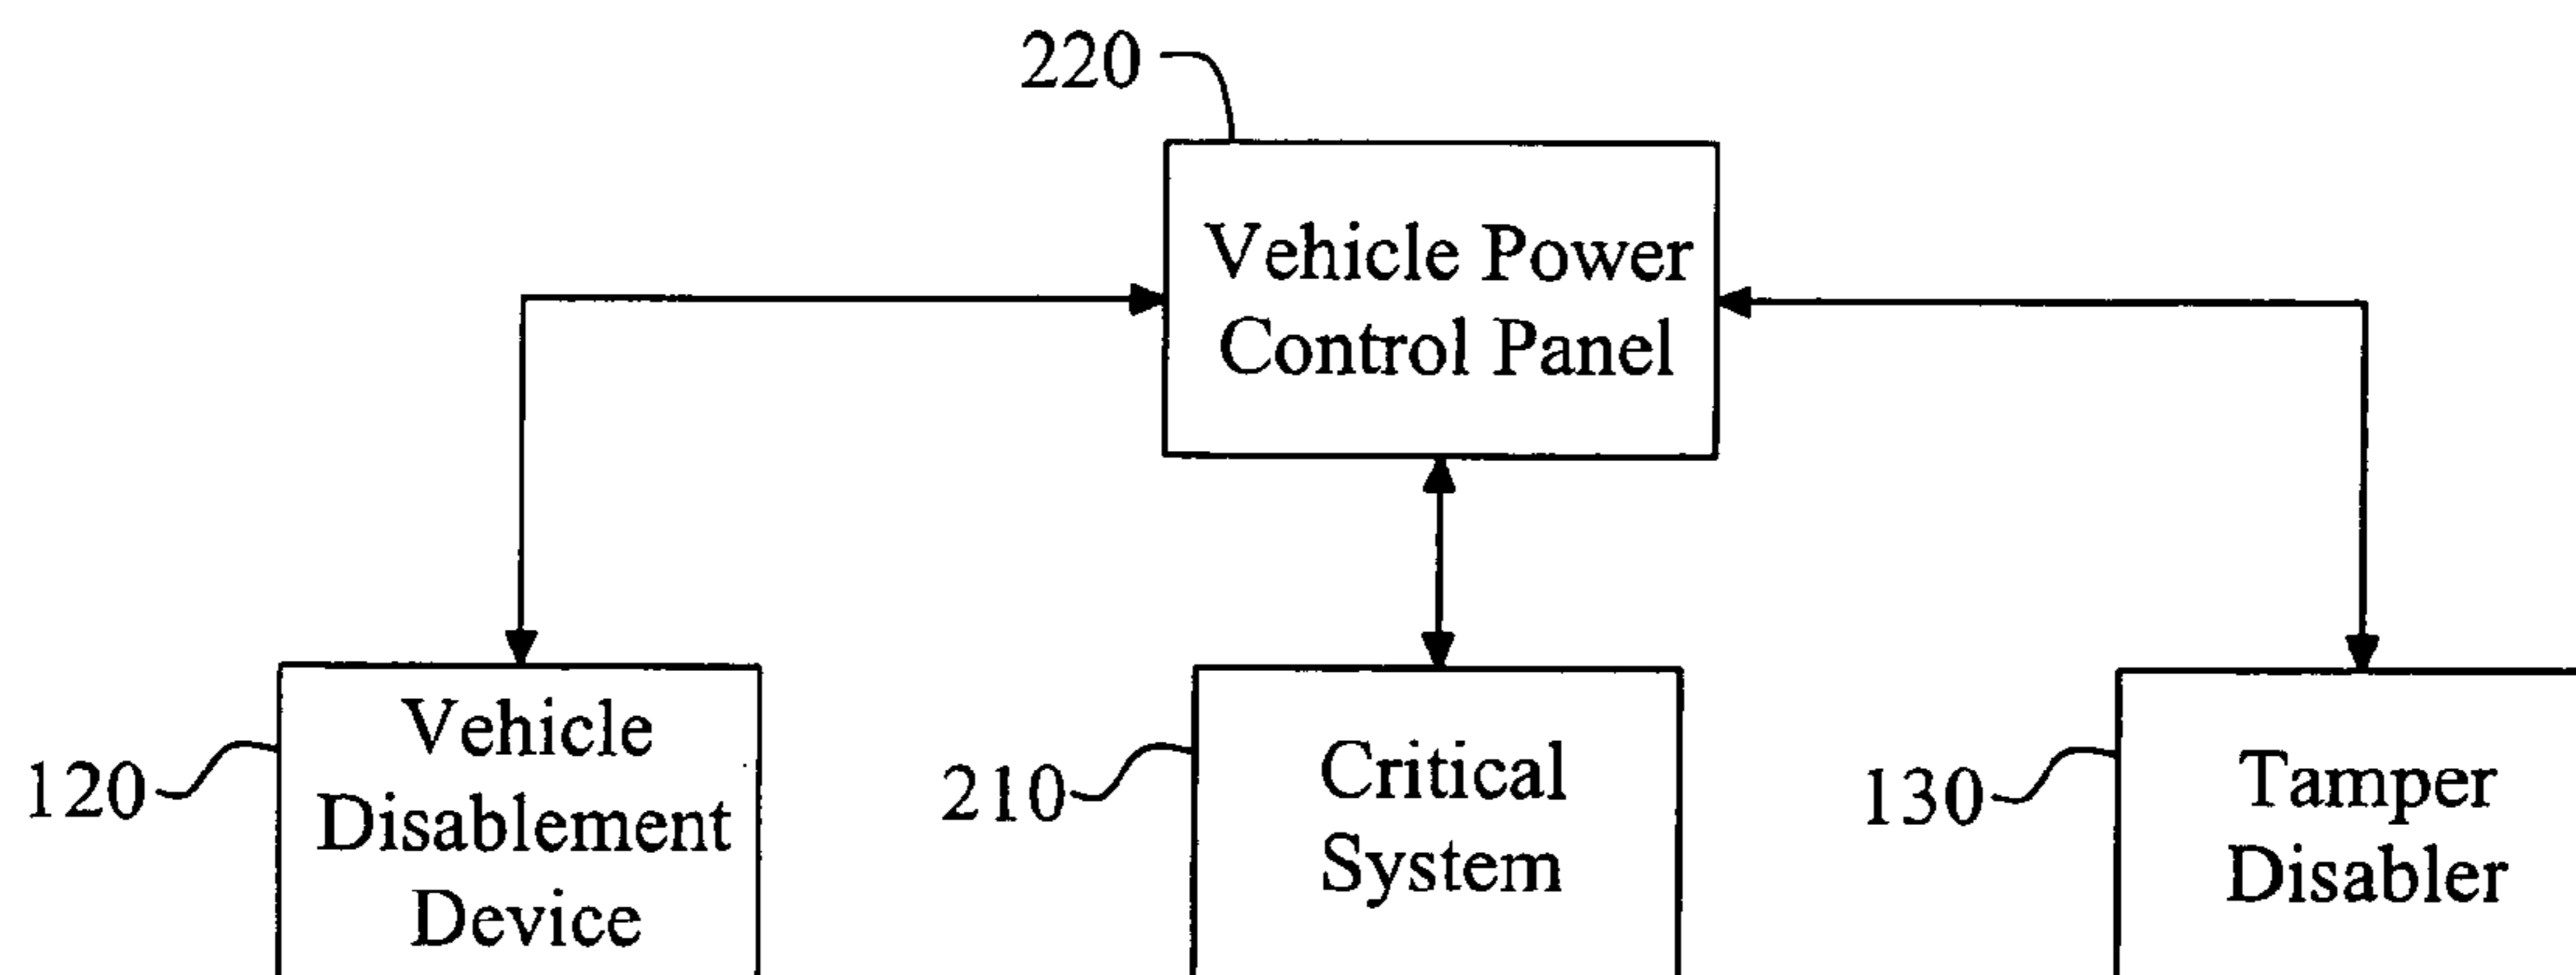 220
Vehicle Power
Control Panel
120
Vehicle
Disablement
Device
210
Critical
System
130
Tamper
Disabler